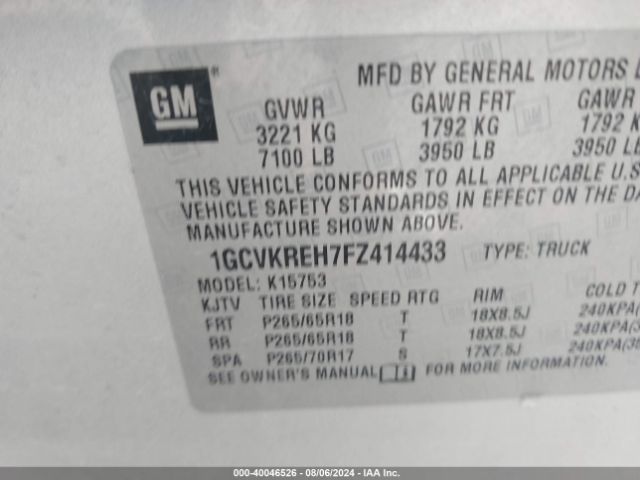 MFD BY GENERAL MOTORS
GM ®
GVWR GAWR FRT GAWR
3221 KG 1792 KG 1792 K
7100 LB 3950 LB 3950 LB
THIS VEHICLE CONFORMS TO ALL APPLICABLE U.S
VEHICLE SAFETY STANDARDS IN EFFECT ON THE DA
MANUFACTURE SHOWN ABOVE.
1GCVKREH7FZ414433 TYPE: TRUCK
MODEL: K15753
KJTV TIRE SIZE SPEED RTG RIM COLD T
FRT P265/65R18 T 18X8.5J 240KPA(
RR P265/65R18 T 18X8.5J 240KPA(3
SPA P265/70R17 S 17X7.5J 240KPA(3
SEE OWNER'S MANUAL FOR MORE INFORMATION.
000-40046526 - 08/06/2024 - IAA Inc.